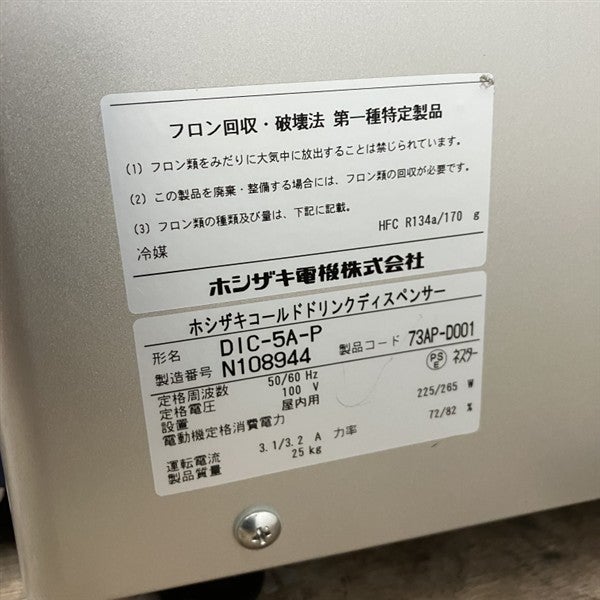 フロン回収・破壊法 第一種特定製品
(1) フロン類をみだりに大気中に放出することは禁じられています。
(2) この製品を廃棄・整備する場合には、フロン類の回収が必要です。
(3) フロン類の種類及び量は、下記に記載。
冷媒 HFC R134a/170 g
ホシザキ電機株式会社
ホシザキコールドドリンクディスペンサー
形名 DIC-5A-P
製造番号 N108944 製品コード 73AP-D001
定格周波数 50/60 Hz PSE ネスター
定格電圧 100 V
設置 屋内用
電動機定格消費電力 225/265 W
運転電流 3.1/3.2 A 力率 72/82 %
製品質量 25 kg